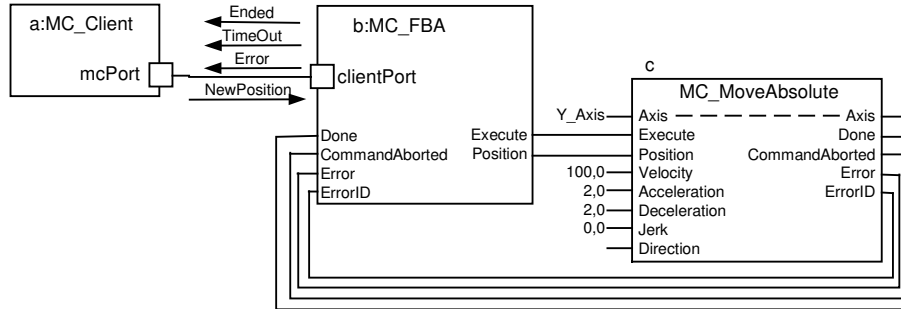 a:MC_Client
mcPort
Ended
TimeOut
Error
NewPosition
b:MC_FBA
clientPort
Done
CommandAborted
Error
ErrorID
Execute
Position
c
MC_MoveAbsolute
Y_Axis
Axis
Axis
Execute
Done
Position
CommandAborted
100,0
Velocity
Error
2,0
Acceleration
ErrorID
2,0
Deceleration
0,0
Jerk
Direction